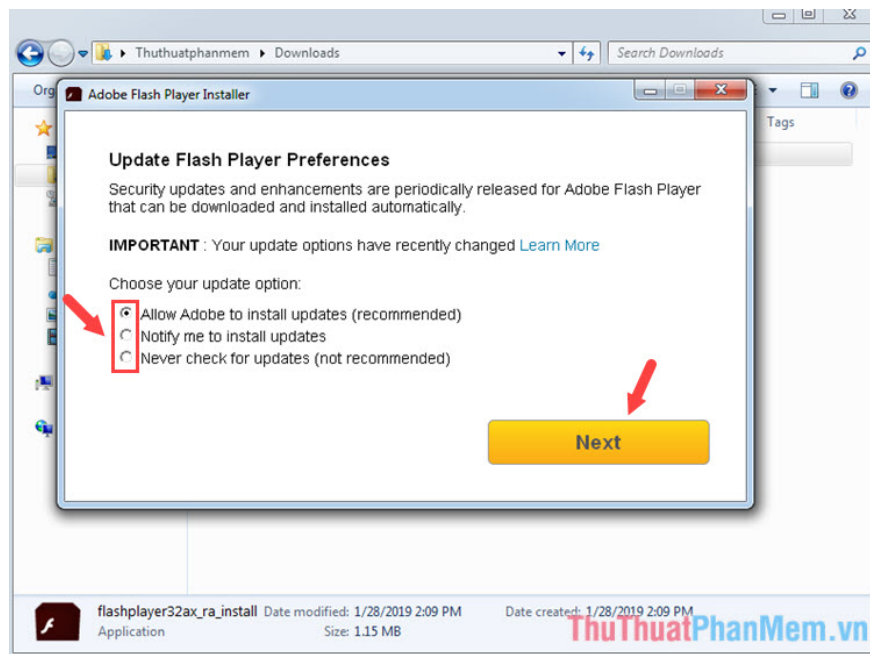 Thuthuatphanmem
Downloads
Search Downloads
Org
Adobe Flash Player Installer
Tags
Update Flash Player Preferences
Security updates and enhancements are periodically released for Adobe Flash Player
that can be downloaded and installed automatically.
IMPORTANT : Your update options have recently changed Learn More
Choose your update option:
Allow Adobe to install updates (recommended)
Notify me to install updates
Never check for updates (not recommended)
Next
flashplayer32ax_ra_install Date modified: 1/28/2019 2:09 PM Date created: 1/28/2019 2:09 PM
Application Size: 1.15 MB
ThuThuatPhanMem.vn